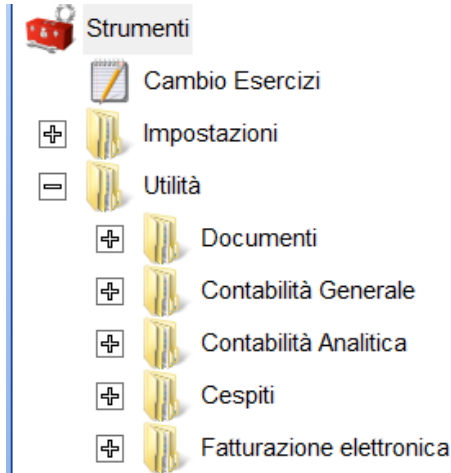 Strumenti
Cambio Esercizi
Impostazioni
Utilità
Documenti
Contabilità Generale
Contabilità Analitica
Cespiti
Fatturazione elettronica